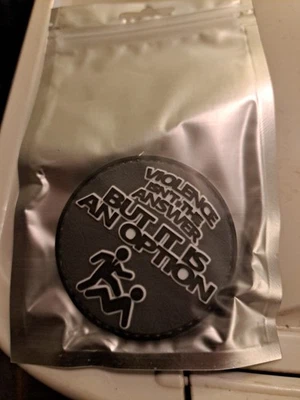 VIOLENCE
ISN'T THE
ANSWER
BUT IT IS
AN OPTION